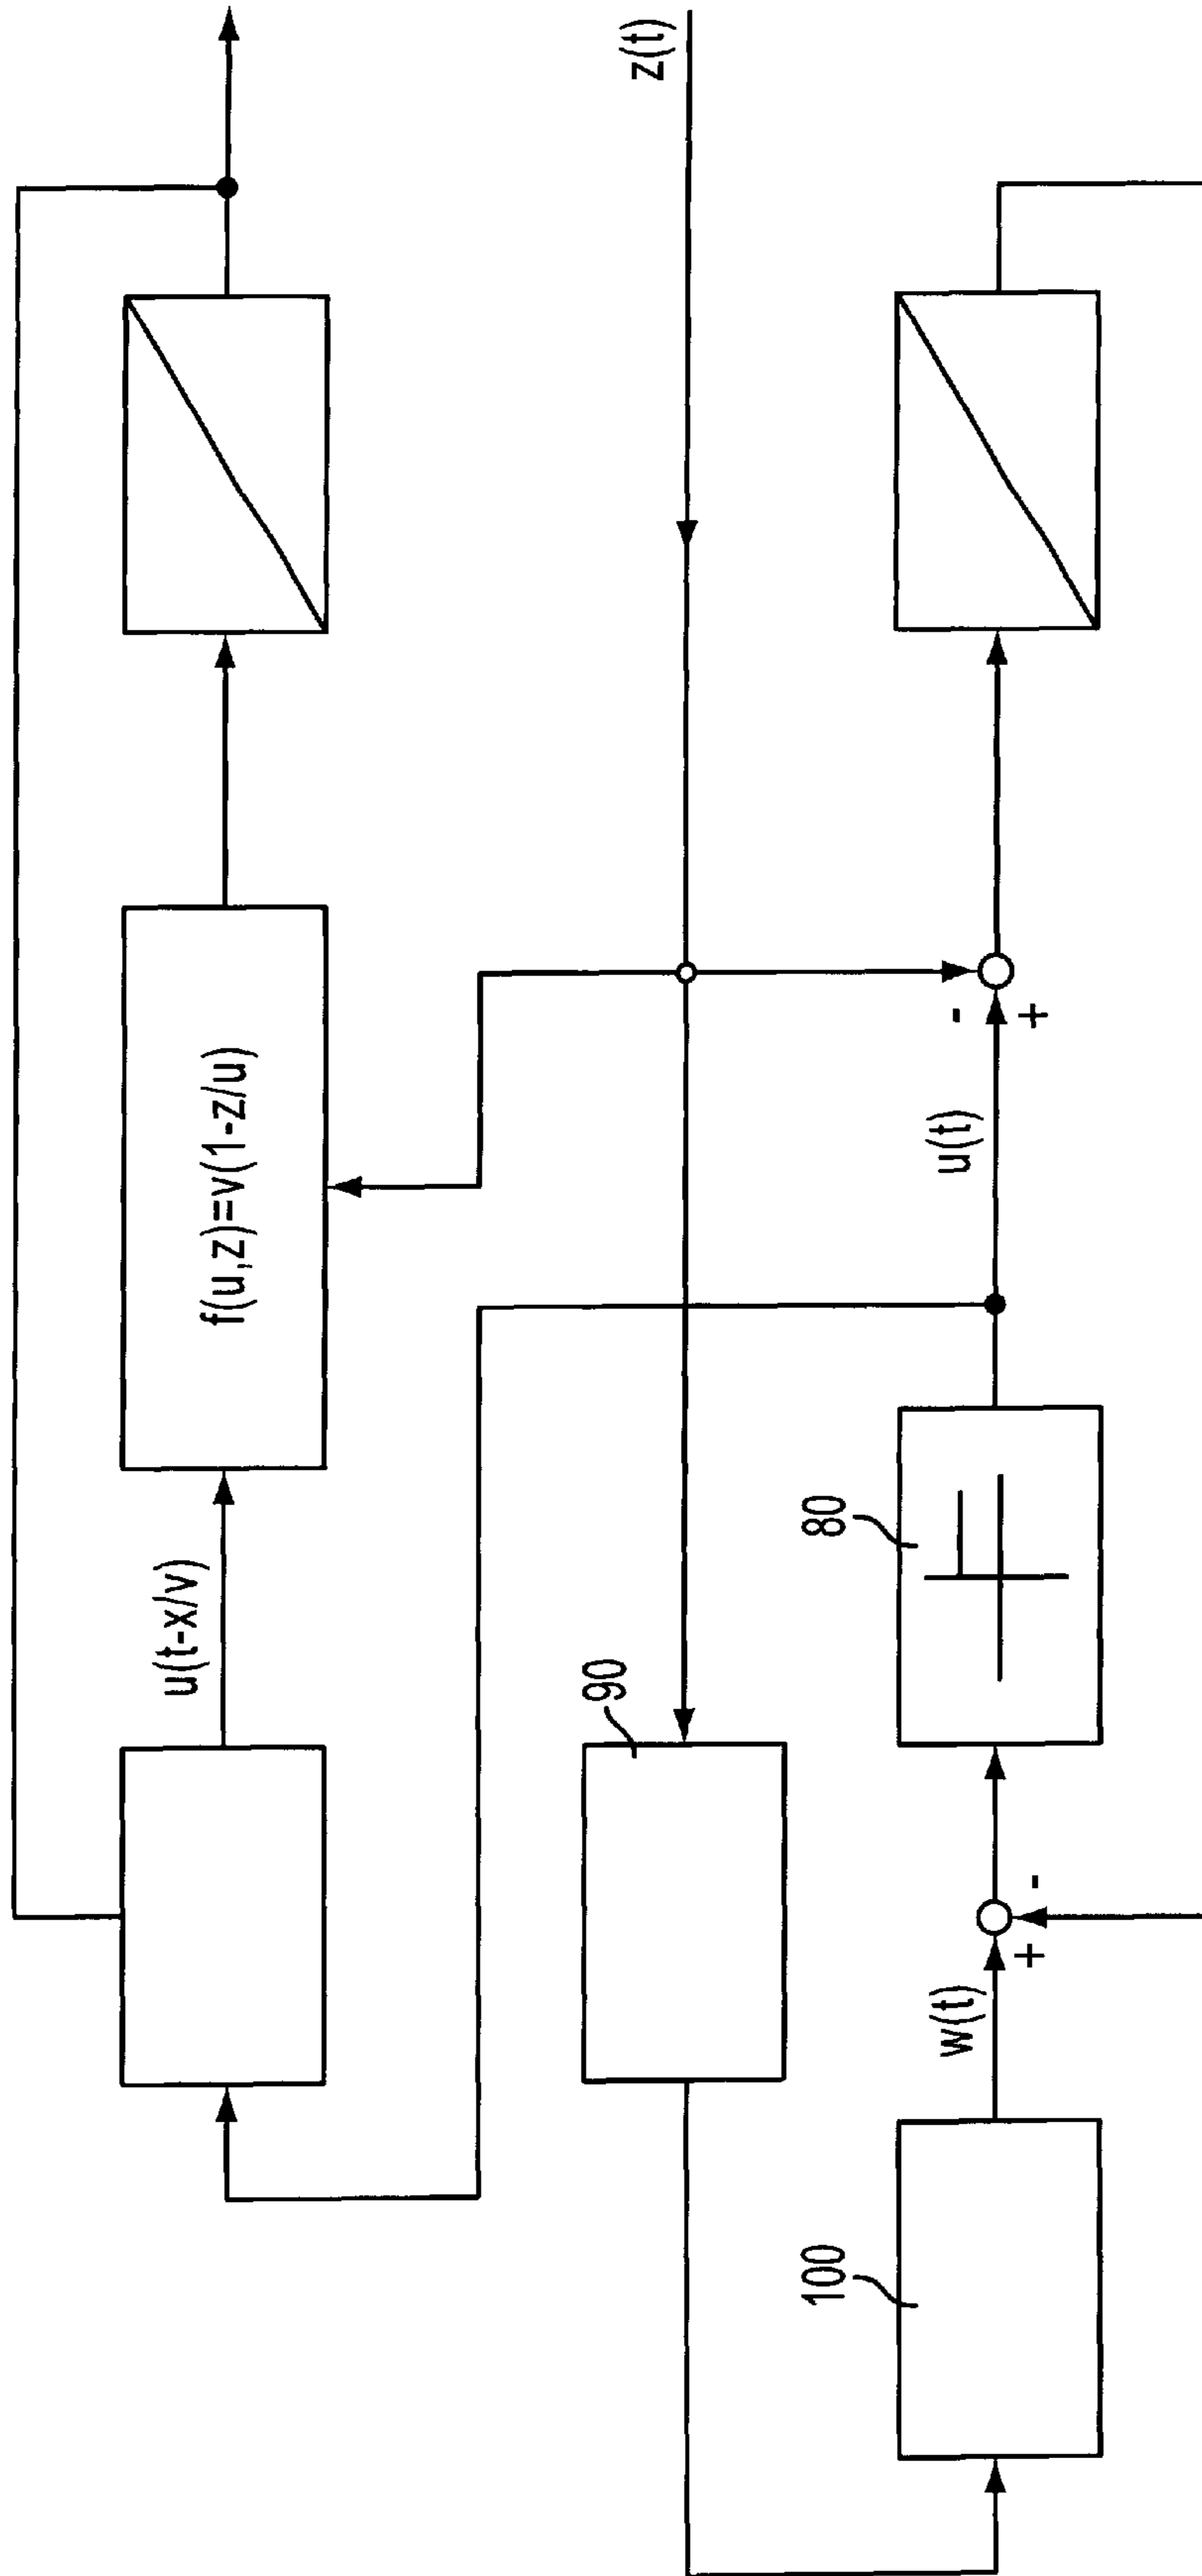 z(t)
f(u,z)=v(1-z/u)
-
+
u(t)
80
u(t-x/v)
90
-
+
w(t)
100